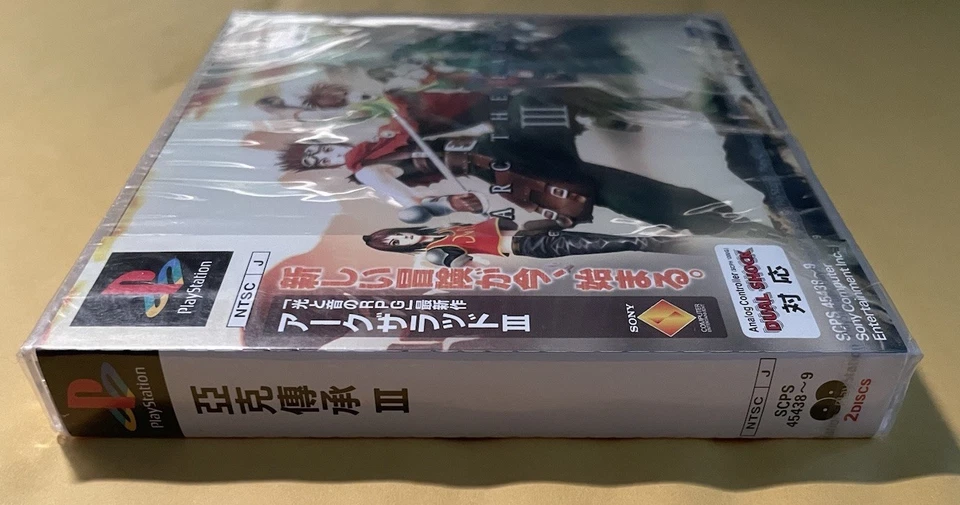 ARC THE
III
PlayStation
NTSC J
新しい冒険が今、始まる。
「光と音のRPG」最新作
アークザラッドIII
SONY
COMPUTER
Analog Controller
DUAL SHOCK
対応
SCPS 45438~9
Sony Computer
Entertainment Inc.
PlayStation
亞克傳承 III
NTSC J
SCPS
45438~9
2DISCS